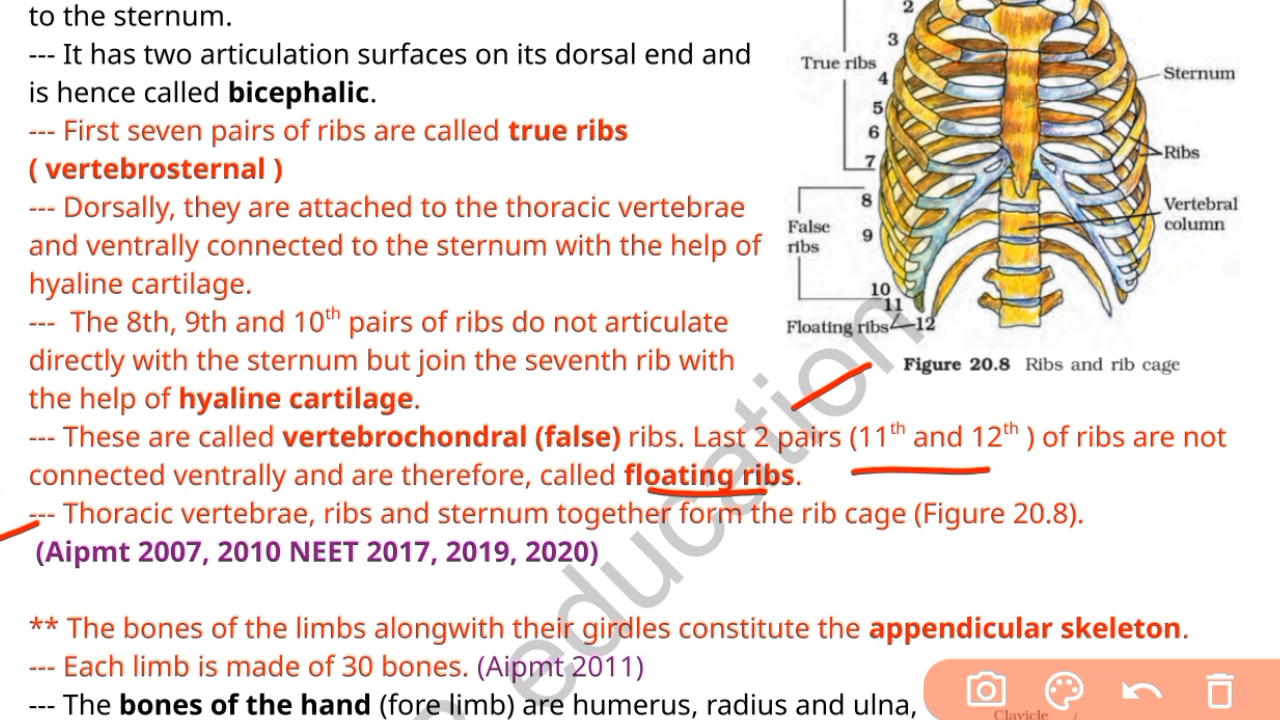 to the sternum.
--- It has two articulation surfaces on its dorsal end and
is hence called bicephalic.
--- First seven pairs of ribs are called true ribs
( vertebrosternal )
--- Dorsally, they are attached to the thoracic vertebrae
and ventrally connected to the sternum with the help of
hyaline cartilage.
--- The 8th, 9th and 10th pairs of ribs do not articulate
directly with the sternum but join the seventh rib with
the help of hyaline cartilage.
--- These are called vertebrochondral (false) ribs. Last 2 pairs (11th and 12th ) of ribs are not
connected ventrally and are therefore, called floating ribs.
--- Thoracic vertebrae, ribs and sternum together form the rib cage (Figure 20.8).
(Aipmt 2007, 2010 NEET 2017, 2019, 2020)
** The bones of the limbs alongwith their girdles constitute the appendicular skeleton.
--- Each limb is made of 30 bones. (Aipmt 2011)
--- The bones of the hand (fore limb) are humerus, radius and ulna,
2
3
True ribs
4
5
6
7
8
False
ribs
9
10
11
Floating ribs 12
Sternum
Ribs
Vertebral
column
Figure 20.8 Ribs and rib cage
education
Clavicle